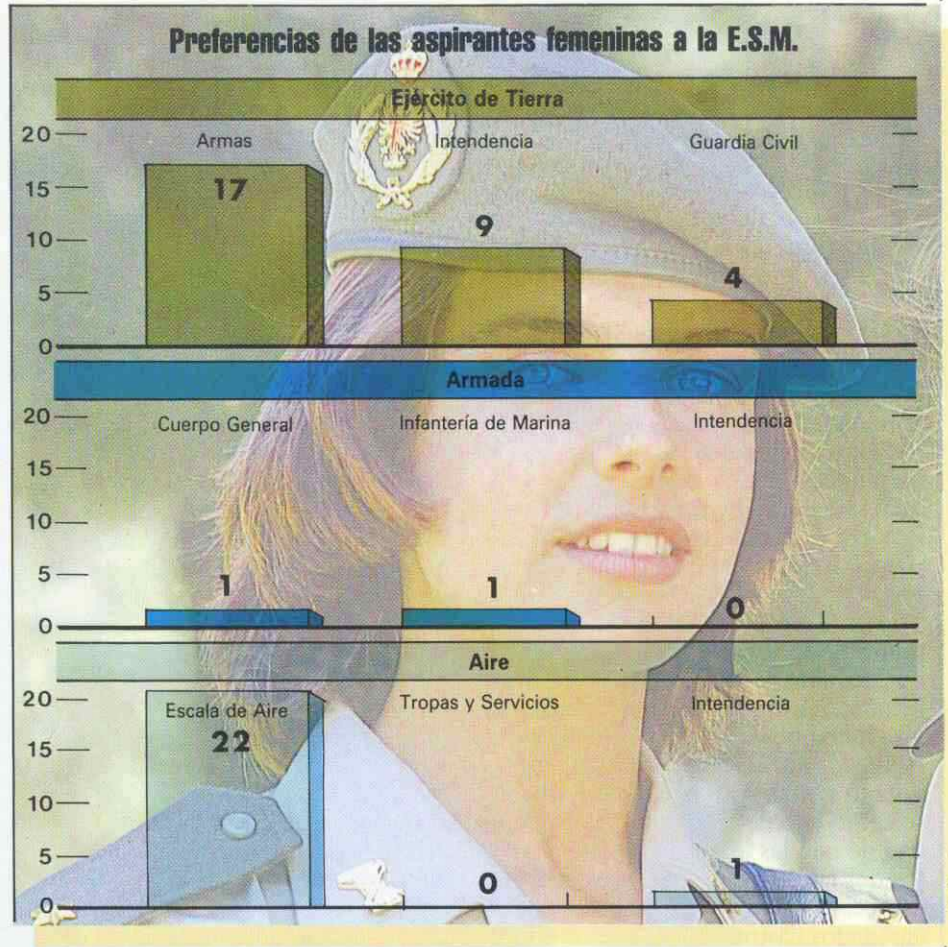 Preferencias de las aspirantes femeninas a la E.S.M.
Ejército de Tierra
20
Armas Intendencia Guardia Civil
15
17
10
9
5
4
0
Armada
20
Cuerpo General Infantería de Marina Intendencia
15
10
5
1 1 0
0
Aire
20
Escala de Aire Tropas y Servicios Intendencia
22
15
10
5
0 1
0